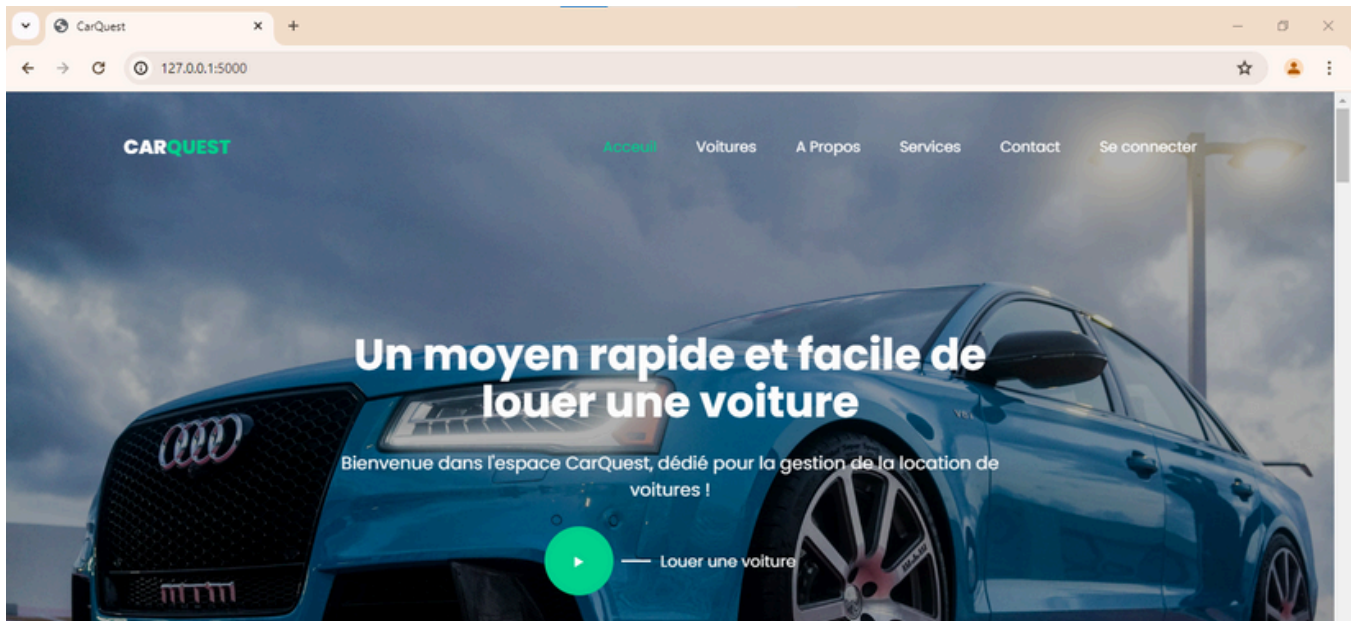 CarQuest
127.0.0.1:5000
CARQUEST
Acceuil Voitures A Propos Services Contact Se connecter
Un moyen rapide et facile de
louer une voiture
Bienvenue dans l'espace CarQuest, dédié pour la gestion de la location de
voitures !
Louer une voiture
mtm